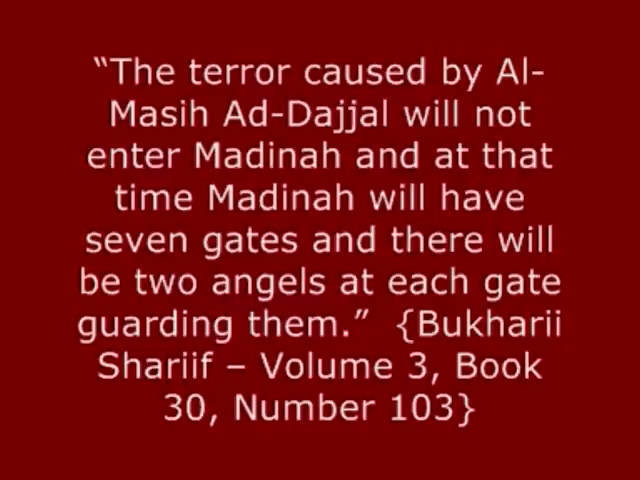 “The terror caused by Al-
Masih Ad-Dajjal will not
enter Madinah and at that
time Madinah will have
seven gates and there will
be two angels at each gate
guarding them.”  {Bukharii
Shariif – Volume 3, Book
30, Number 103}